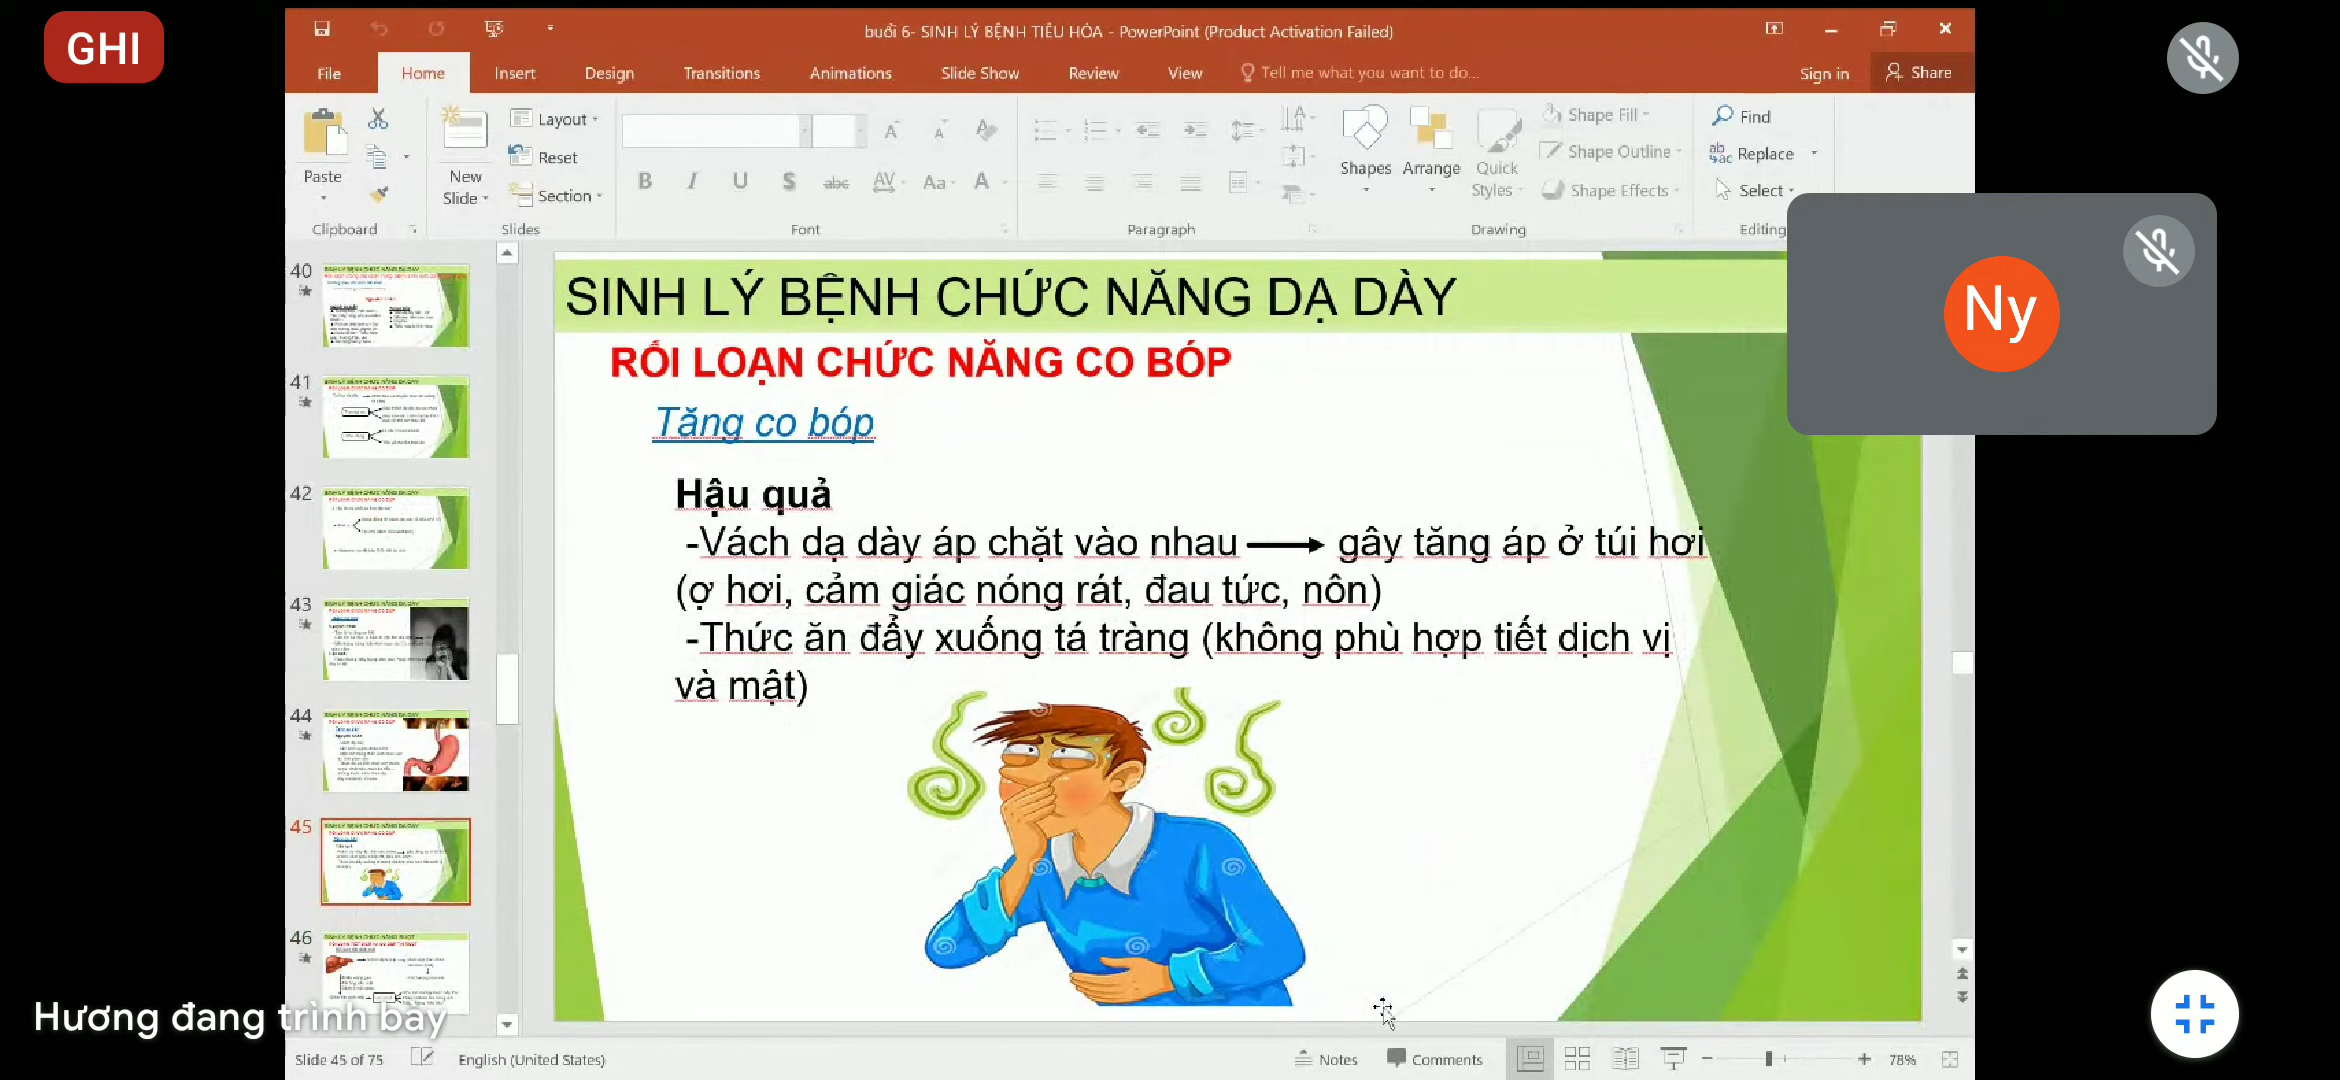 GHI
buổi 6- SINH LÝ BỆNH TIÊU HÓA - PowerPoint (Product Activation Failed)
File Home Insert Design Transitions Animations Slide Show Review View Tell me what you want to do... Sign in Share
Paste
Clipboard
New Slide
Layout
Reset
Section
Slides
Font
Paragraph
Shapes
Arrange
Quick Styles
Shape Fill
Shape Outline
Shape Effects
Drawing
Find
Replace
Select
Editing
Ny
40
41
42
43
44
45
46
SINH LÝ BỆNH CHỨC NĂNG DẠ DÀY
RỐI LOẠN CHỨC NĂNG CO BÓP
Tăng co bóp
Hậu quả
-Vách dạ dày áp chặt vào nhau → gây tăng áp ở túi hơi
(ợ hơi, cảm giác nóng rát, đau tức, nôn)
-Thức ăn đẩy xuống tá tràng (không phù hợp tiết dịch vị
và mật)
Hương đang trình bày
Slide 45 of 75 English (United States) Notes Comments 78%